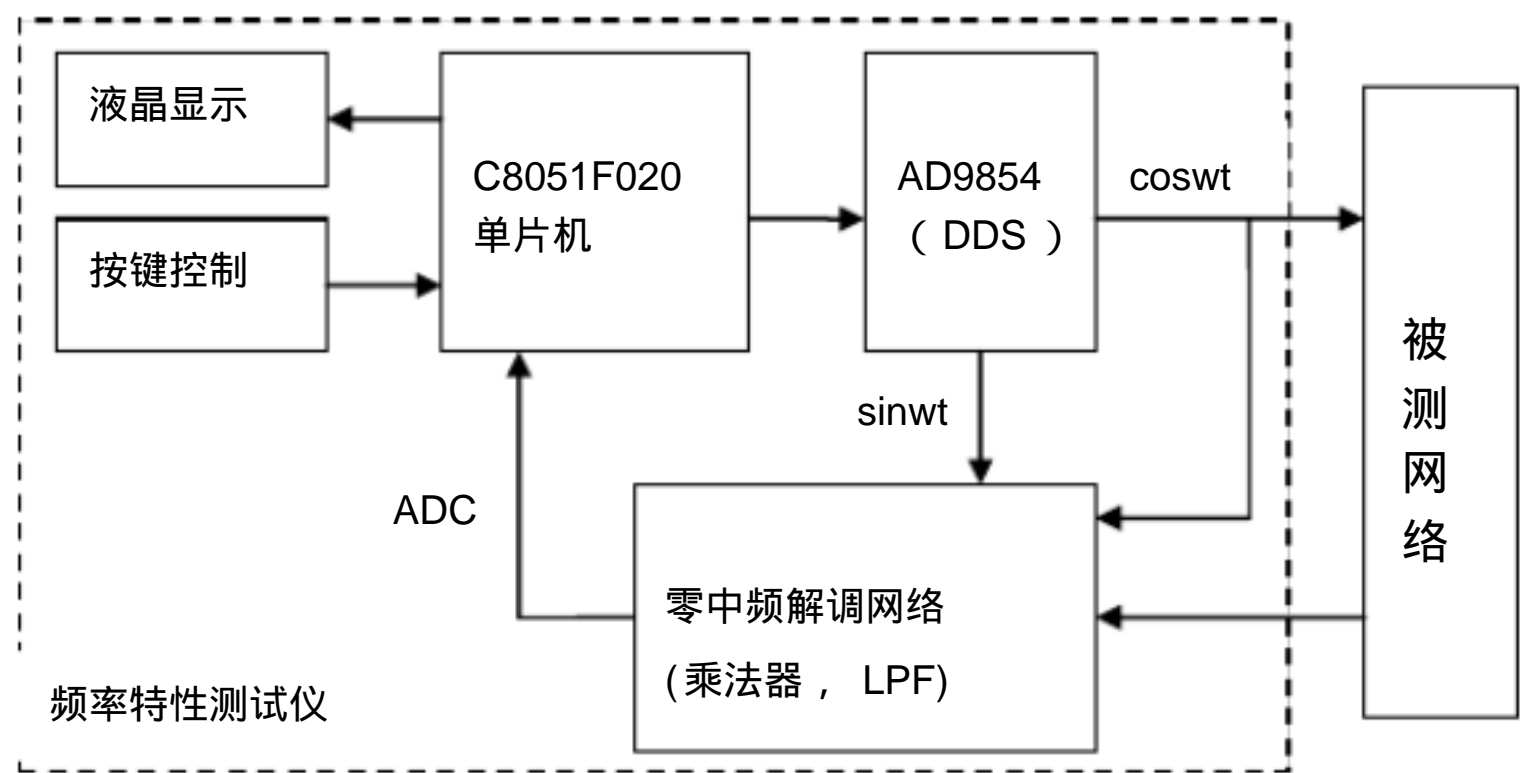 液晶显示
按键控制
C8051F020
单片机
AD9854
（ DDS ）
coswt
sinwt
ADC
零中频解调网络
(乘法器 ， LPF)
被
测
网
络
频率特性测试仪